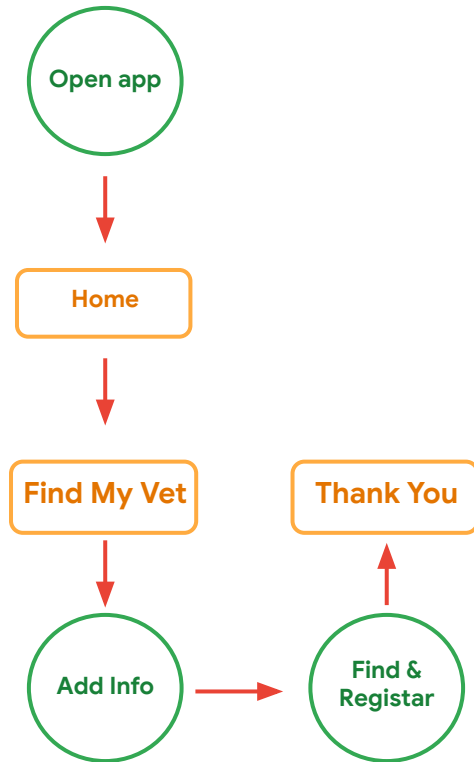 Open app
Home
Find My Vet
Thank You
Add Info
Find &
Registar